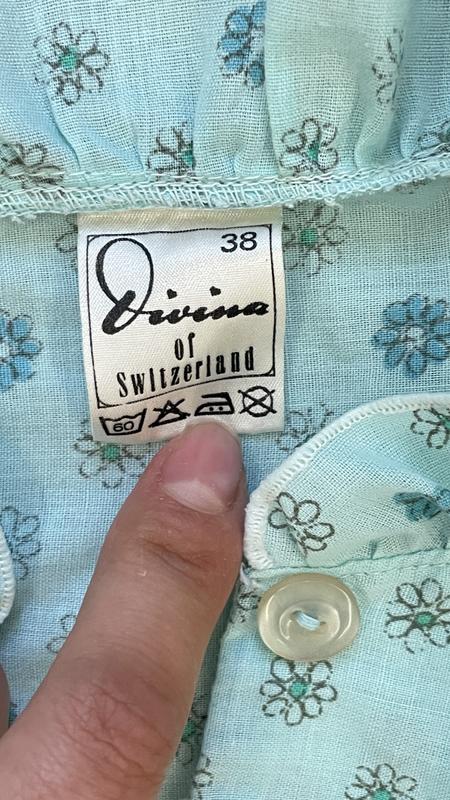 38
Divina
of
Switzerland
60